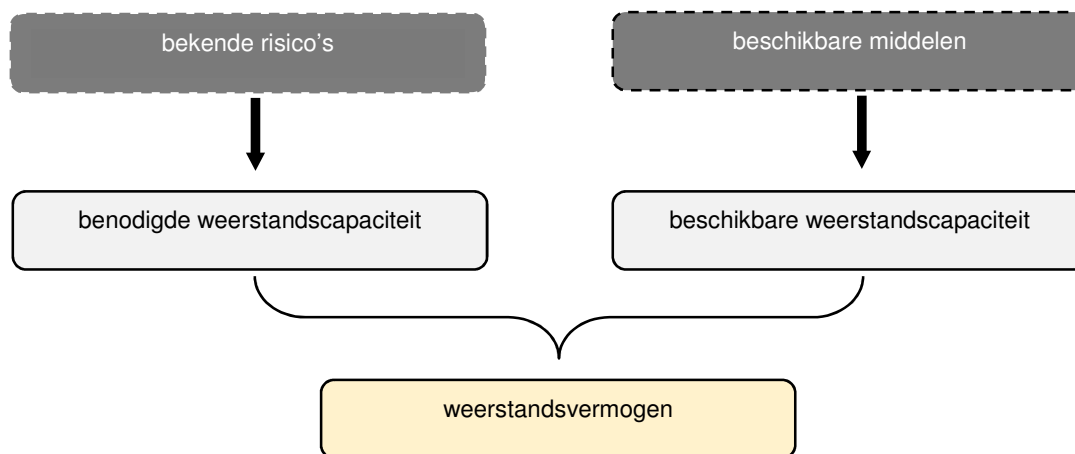 bekende risico's
beschikbare middelen
benodigde weerstandscapaciteit
beschikbare weerstandscapaciteit
weerstandsvermogen